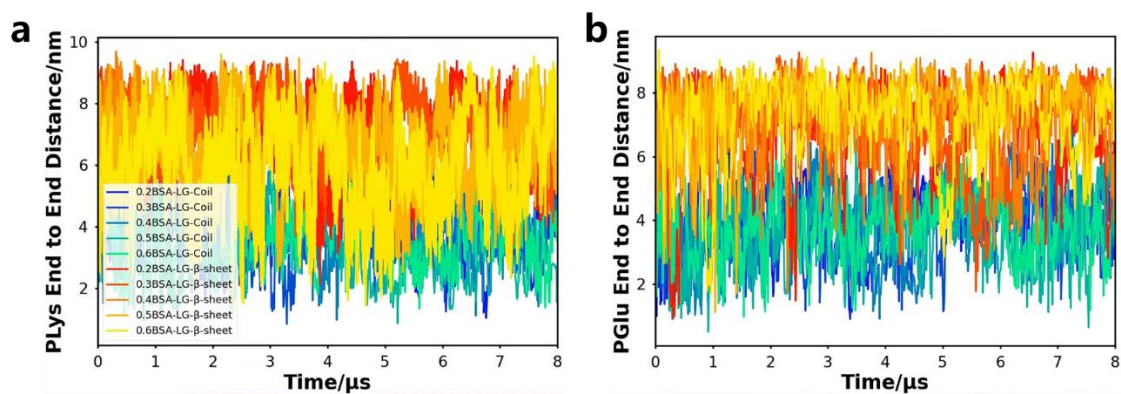 a
PLys End to End Distance/nm
10
8
6
4
2
0.2BSA-LG-Coil
0.3BSA-LG-Coil
0.4BSA-LG-Coil
0.5BSA-LG-Coil
0.6BSA-LG-Coil
0.2BSA-LG-β-sheet
0.3BSA-LG-β-sheet
0.4BSA-LG-β-sheet
0.5BSA-LG-β-sheet
0.6BSA-LG-β-sheet
0 1 2 3 4 5 6 7 8
Time/μs
b
PGlu End to End Distance/nm
8
6
4
2
0 1 2 3 4 5 6 7 8
Time/μs